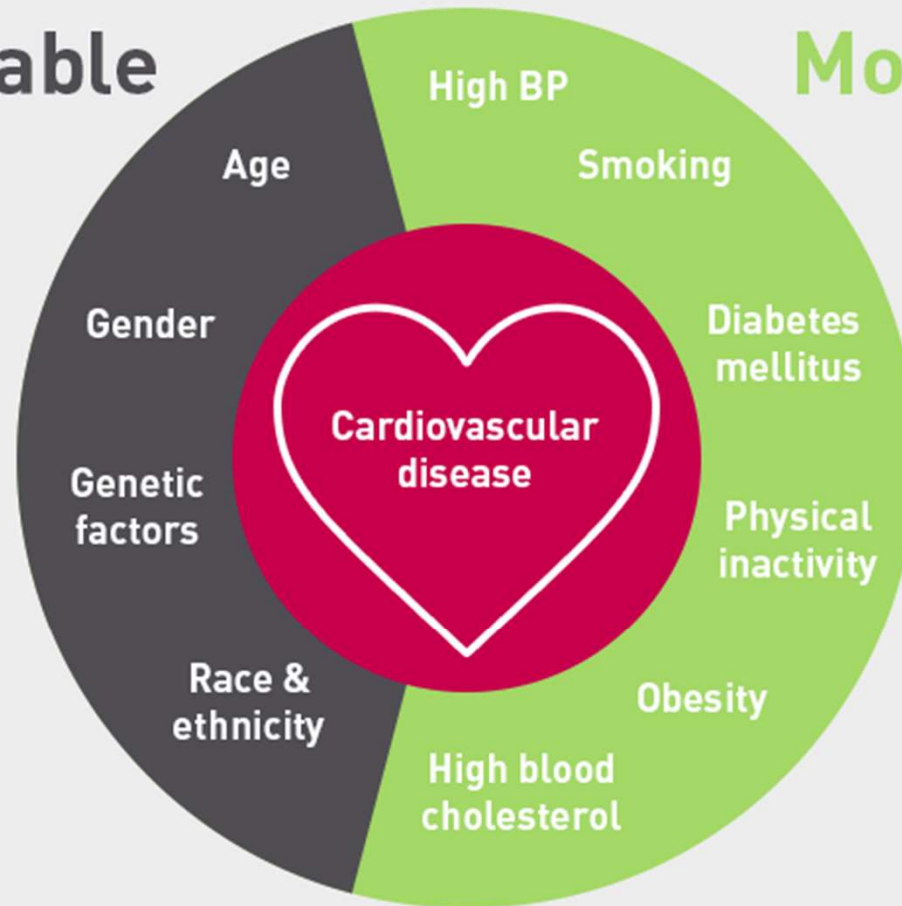 able
Mo
High BP
Smoking
Age
Gender
Diabetes
mellitus
Cardiovascular
disease
Genetic
factors
Physical
inactivity
Race &
ethnicity
Obesity
High blood
cholesterol